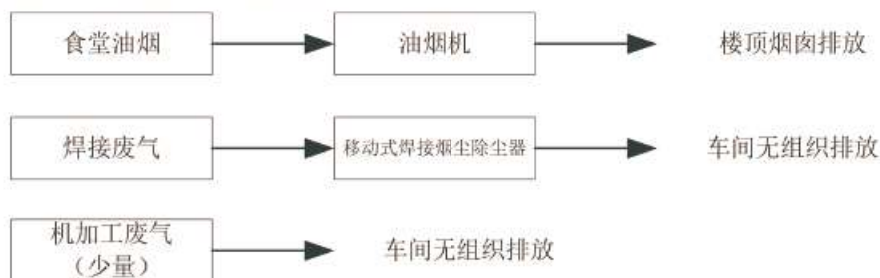 食堂油烟
油烟机
楼顶烟囱排放
焊接废气
移动式焊接烟尘除尘器
车间无组织排放
机加工废气
（少量）
车间无组织排放